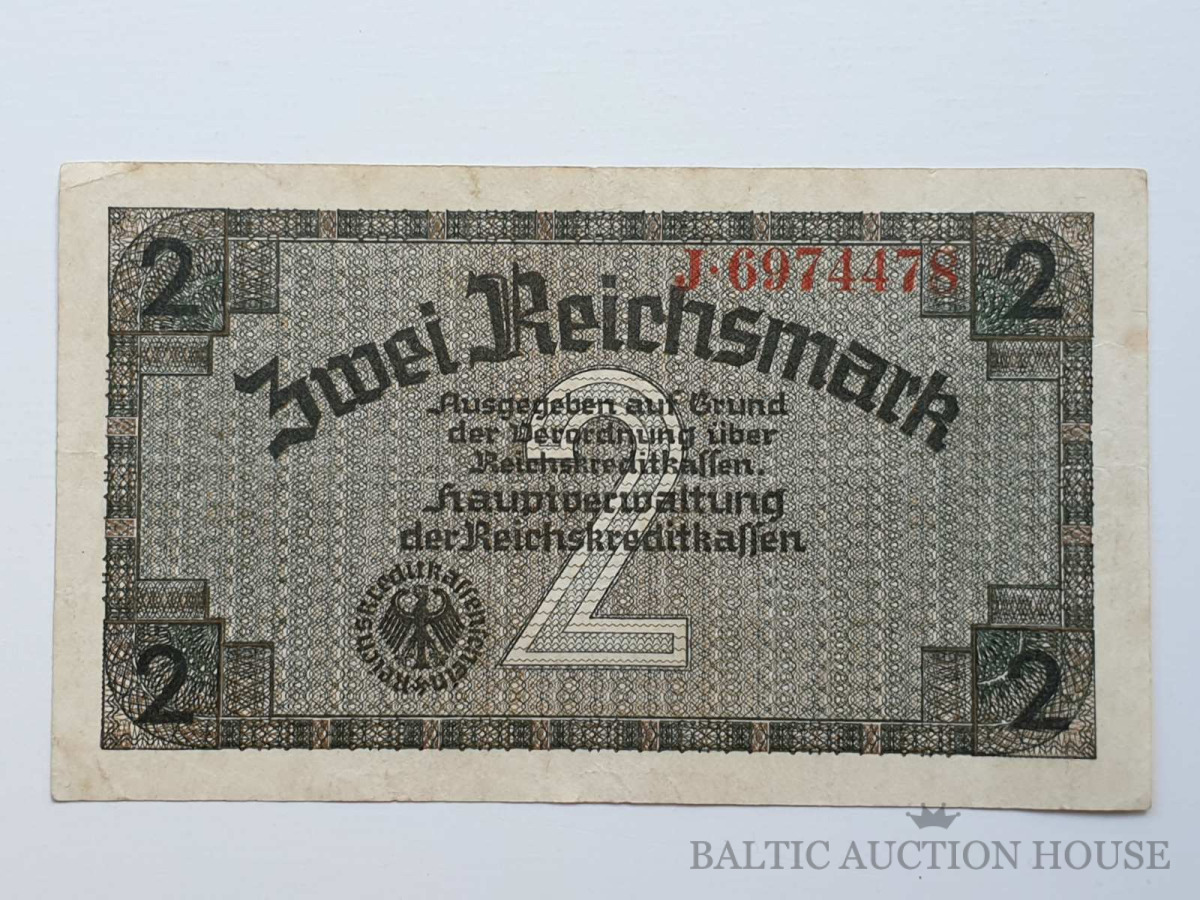 2
2
J·6974478
Zwei Reichsmark
Ausgegeben auf Grund
der Verordnung über
Reichskreditkassen.
Hauptverwaltung
der Reichskreditkassen
2
Reichskreditkassenschein
2
2
BALTIC AUCTION HOUSE